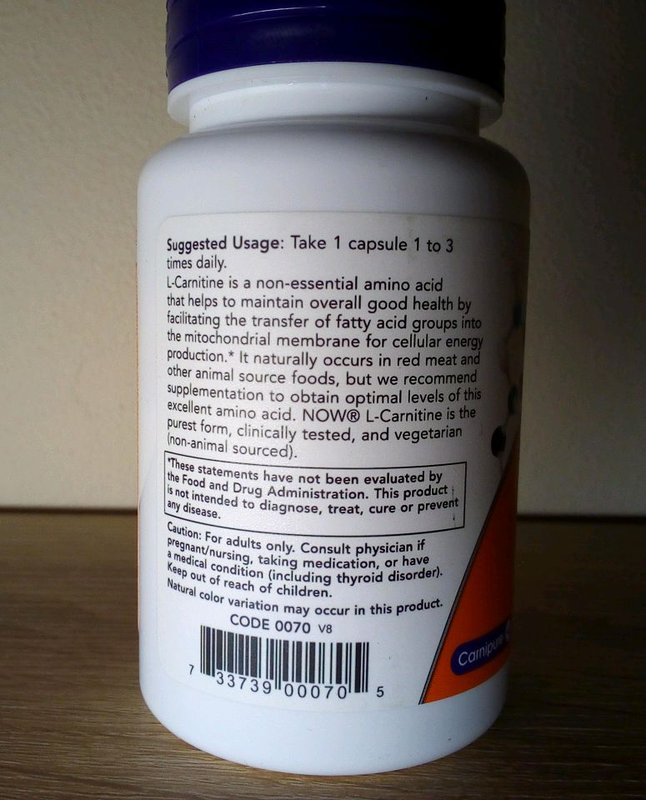 Suggested Usage: Take 1 capsule 1 to 3
times daily.
L-Carnitine is a non-essential amino acid
that helps to maintain overall good health by
facilitating the transfer of fatty acid groups into
the mitochondrial membrane for cellular energy
production.* It naturally occurs in red meat and
other animal source foods, but we recommend
supplementation to obtain optimal levels of this
excellent amino acid. NOW® L-Carnitine is the
purest form, clinically tested, and vegetarian
(non-animal sourced).
*These statements have not been evaluated by
the Food and Drug Administration. This product
is not intended to diagnose, treat, cure or prevent
any disease.
Caution: For adults only. Consult physician if
pregnant/nursing, taking medication, or have
a medical condition (including thyroid disorder).
Keep out of reach of children.
Natural color variation may occur in this product.
CODE 0070 V8
7 33739 00070 5
Carnipure